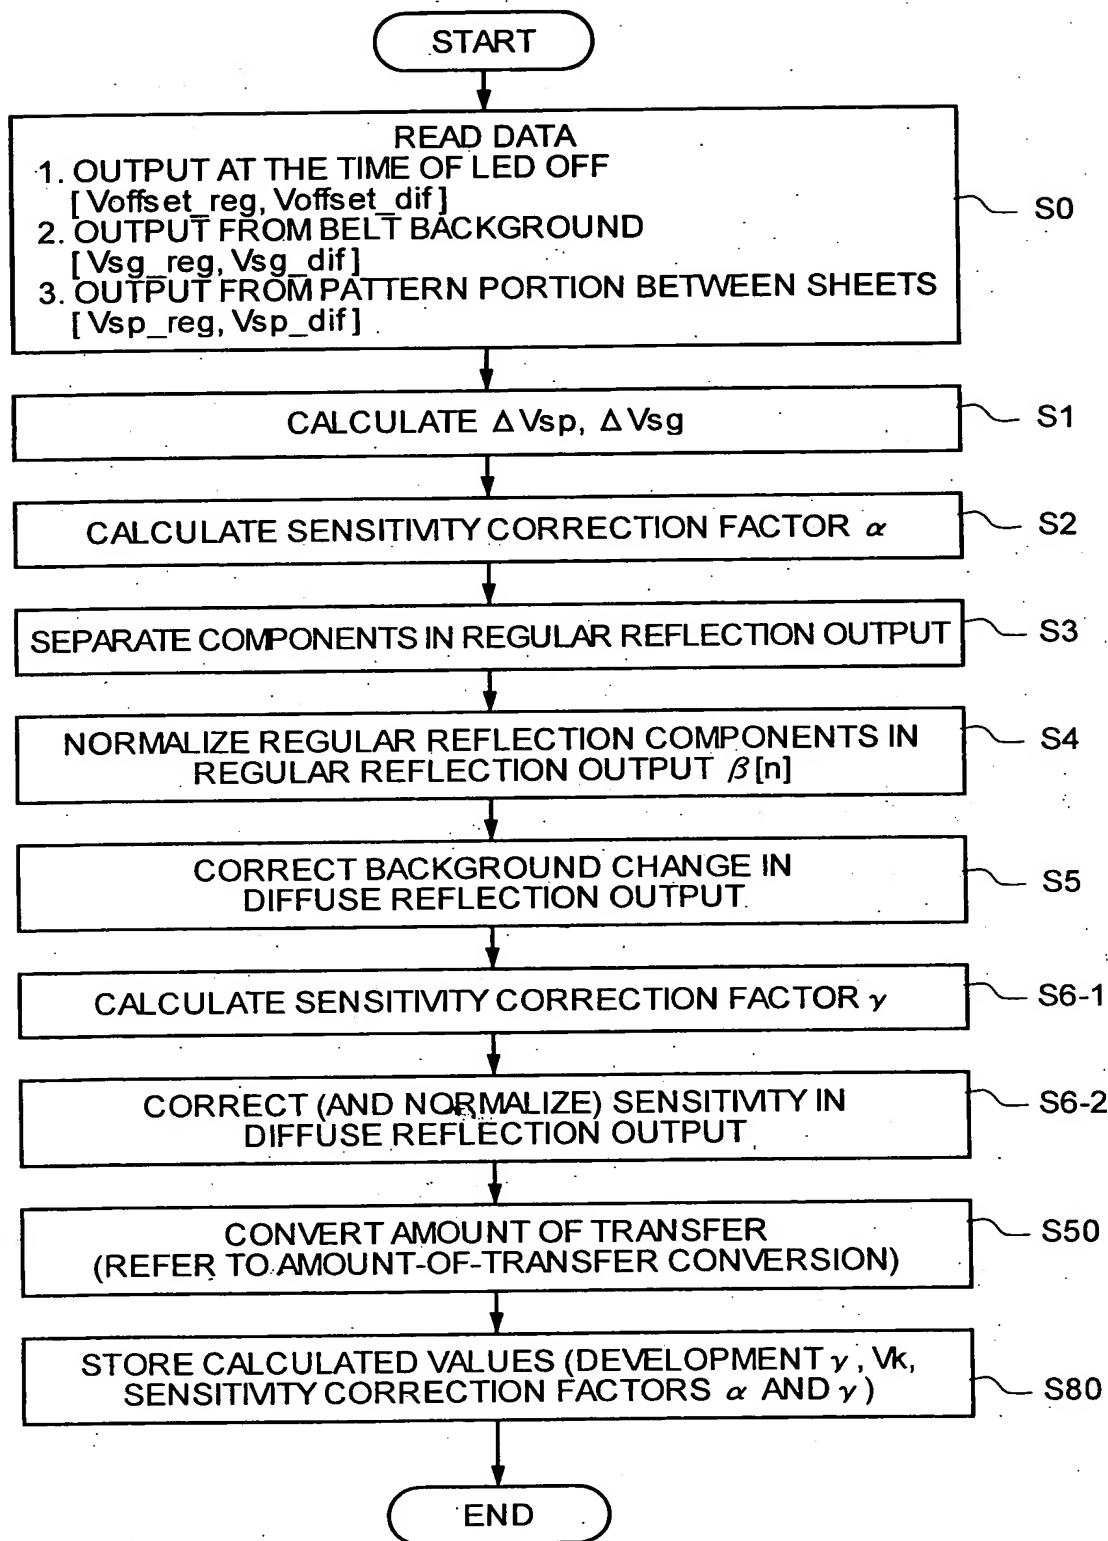 START
READ DATA
1. OUTPUT AT THE TIME OF LED OFF
[Voffset_reg, Voffset_dif]
2. OUTPUT FROM BELT BACKGROUND
[Vsg_reg, Vsg_dif]
3. OUTPUT FROM PATTERN PORTION BETWEEN SHEETS
[Vsp_reg, Vsp_dif]
S0
CALCULATE ΔVsp, ΔVsg
S1
CALCULATE SENSITIVITY CORRECTION FACTOR α
S2
SEPARATE COMPONENTS IN REGULAR REFLECTION OUTPUT
S3
NORMALIZE REGULAR REFLECTION COMPONENTS IN
REGULAR REFLECTION OUTPUT β[n]
S4
CORRECT BACKGROUND CHANGE IN
DIFFUSE REFLECTION OUTPUT
S5
CALCULATE SENSITIVITY CORRECTION FACTOR γ
S6-1
CORRECT (AND NORMALIZE) SENSITIVITY IN
DIFFUSE REFLECTION OUTPUT
S6-2
CONVERT AMOUNT OF TRANSFER
(REFER TO AMOUNT-OF-TRANSFER CONVERSION)
S50
STORE CALCULATED VALUES (DEVELOPMENT γ, Vk,
SENSITIVITY CORRECTION FACTORS α AND γ)
S80
END